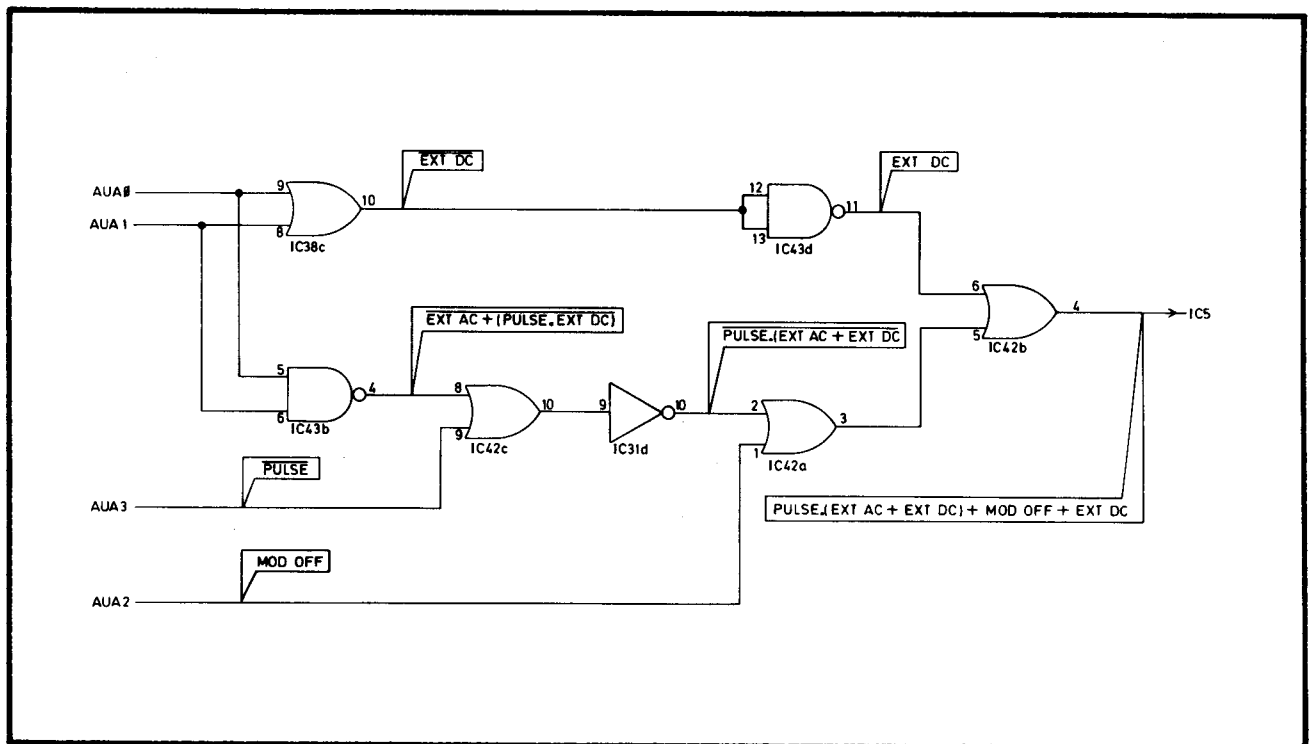 EXT DC
EXT DC
AUAØ
9
10
12
11
AUA 1
8
13
IC38c
IC43d
6
4
IC5
EXT AC + (PULSE. EXT DC)
PULSE.(EXT AC + EXT DC
5
IC42b
5
4
8
2
6
10
9
10
3
IC43b
9
IC42c
IC31d
1
IC42a
PULSE
AUA3
PULSE.(EXT AC + EXT DC) + MOD OFF + EXT DC
MOD OFF
AUA2